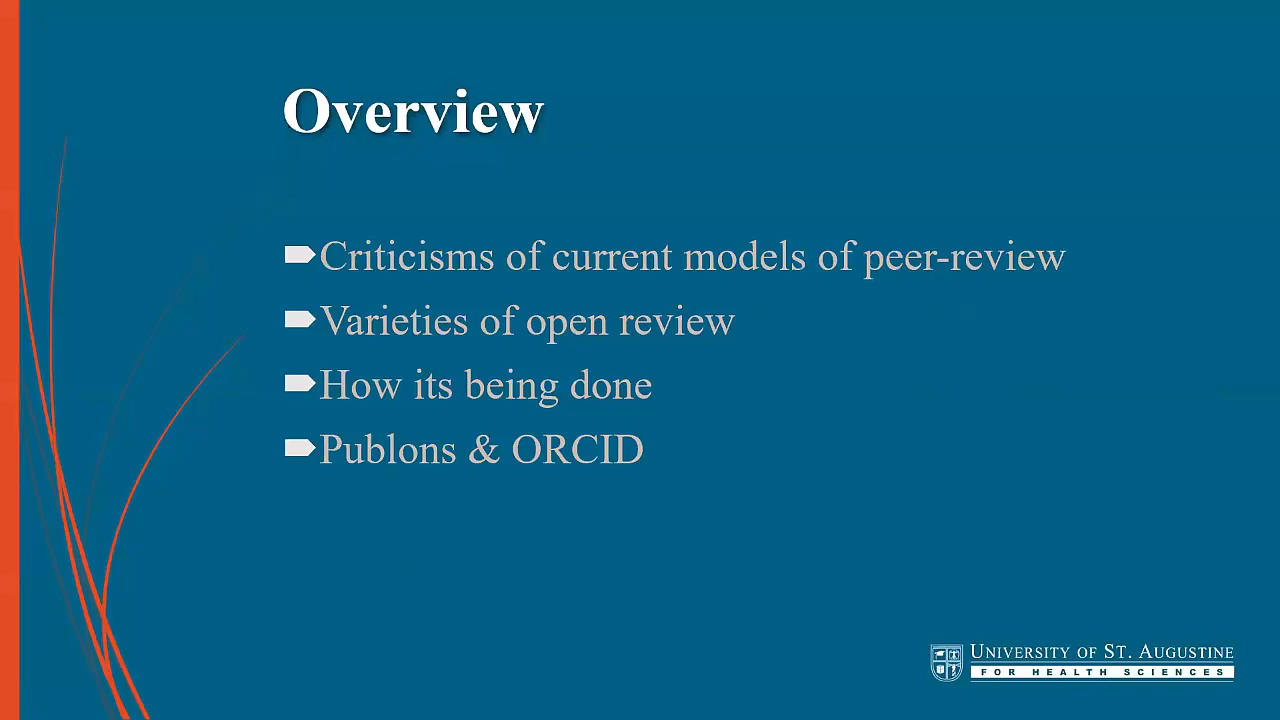 Overview
Criticisms of current models of peer-review
Varieties of open review
How its being done
Publons & ORCID
UNIVERSITY OF ST. AUGUSTINE
FOR HEALTH SCIENCES